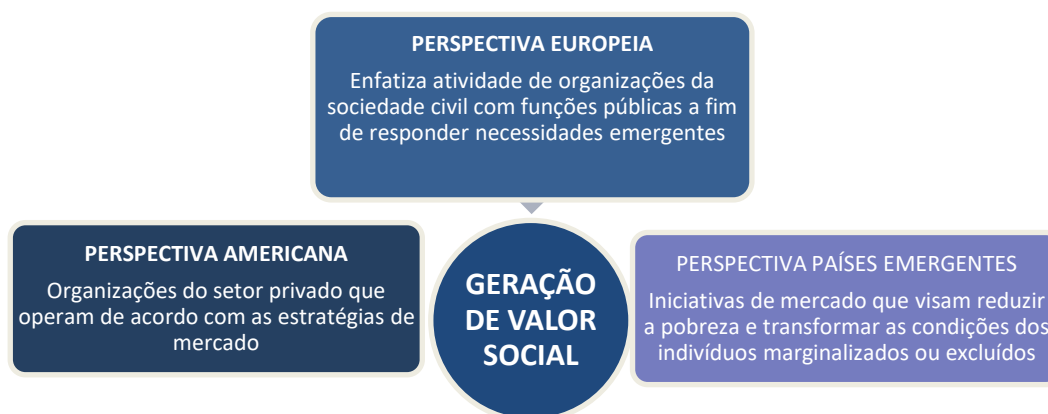 PERSPECTIVA EUROPEIA
Enfatiza atividade de organizações da
sociedade civil com funções públicas a fim
de responder necessidades emergentes
PERSPECTIVA AMERICANA
Organizações do setor privado que
operam de acordo com as estratégias de
mercado
GERAÇÃO
DE VALOR
SOCIAL
PERSPECTIVA PAÍSES EMERGENTES
Iniciativas de mercado que visam reduzir
a pobreza e transformar as condições dos
indivíduos marginalizados ou excluídos